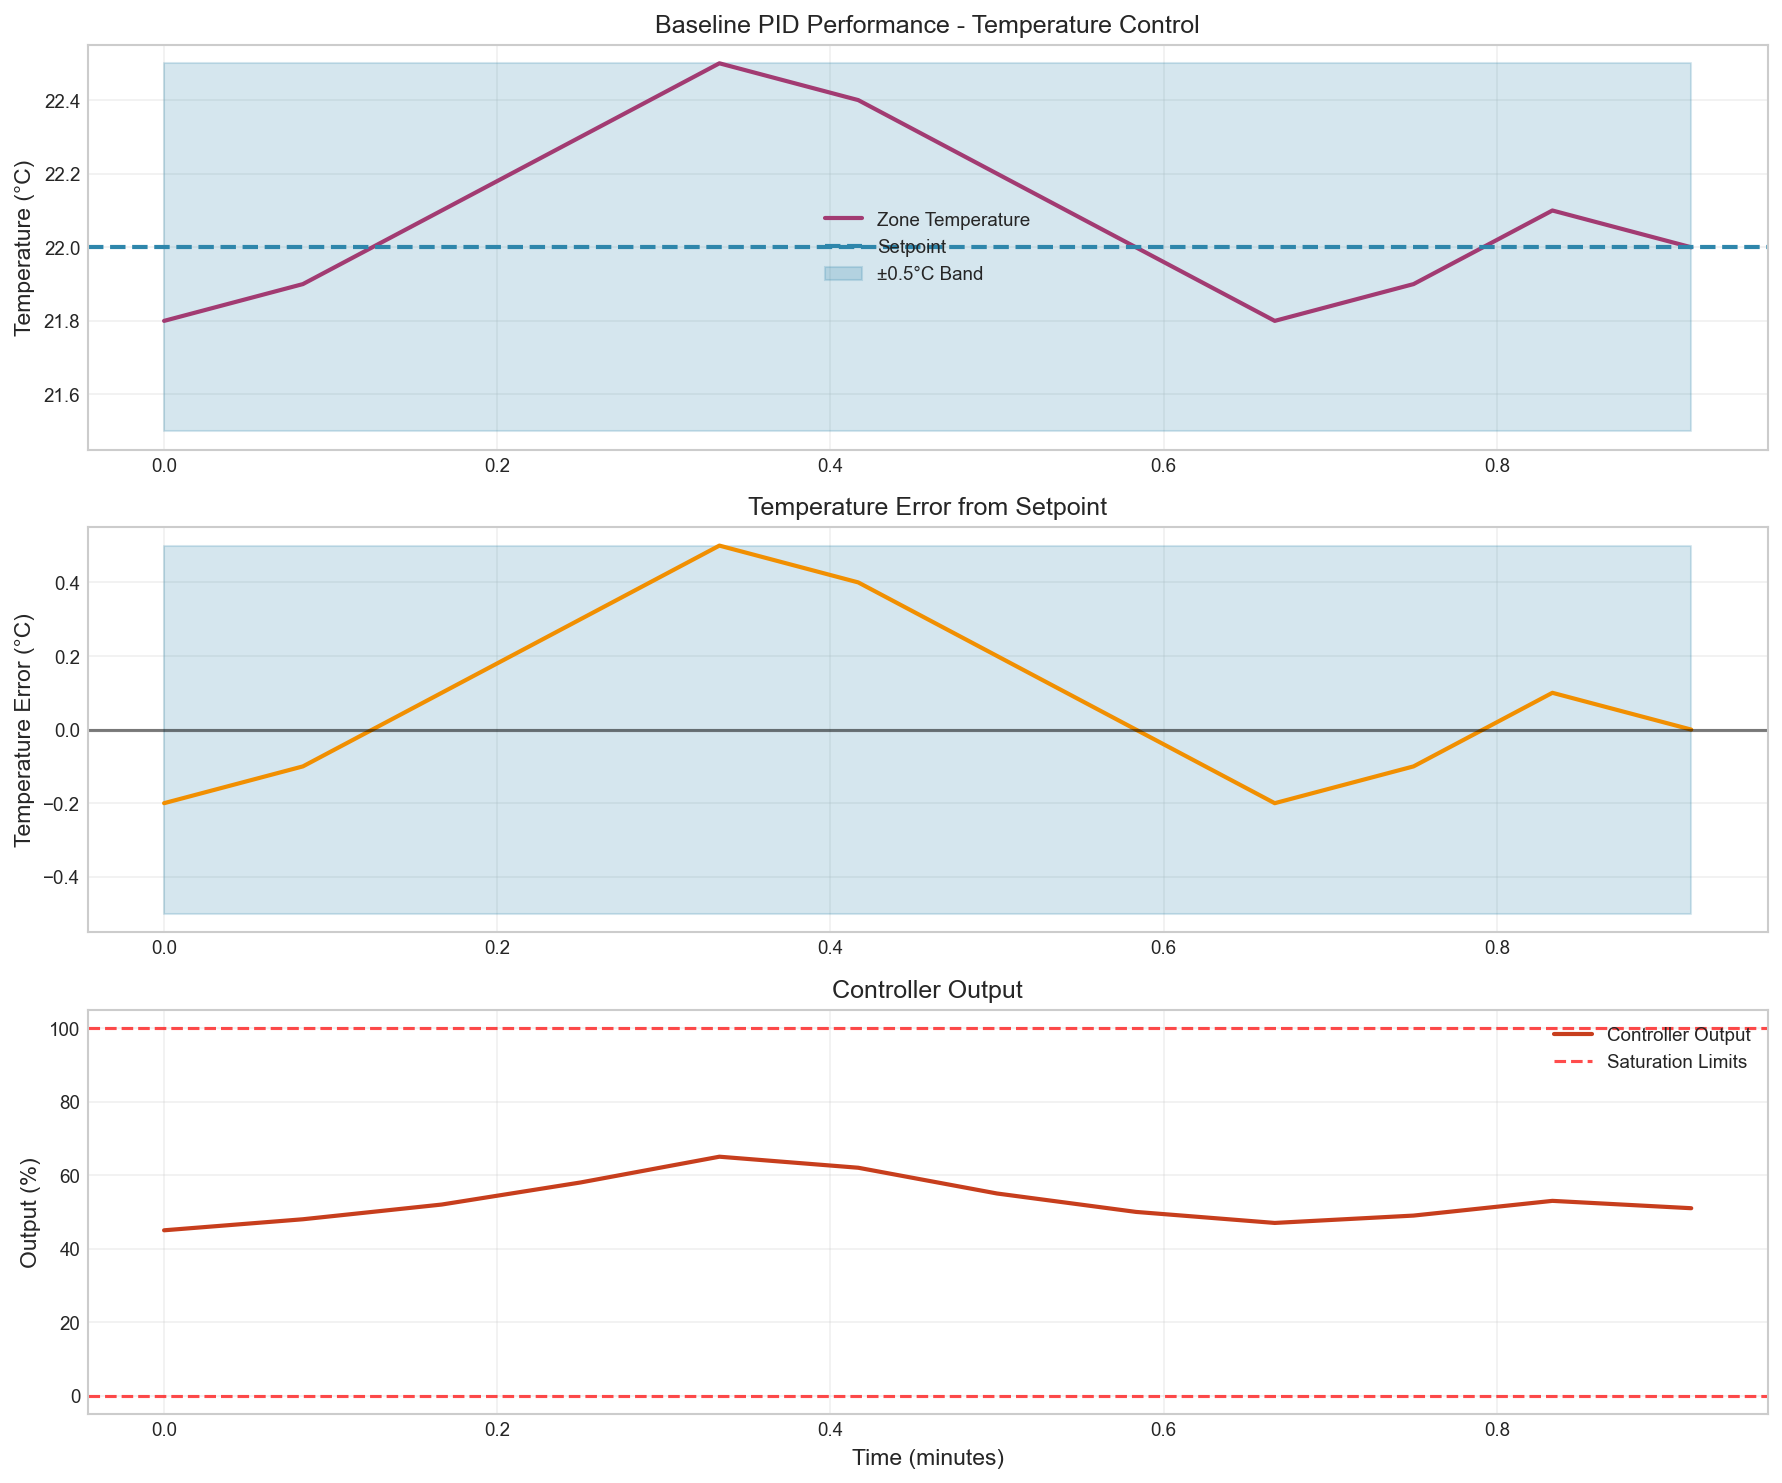 Baseline PID Performance - Temperature Control
Temperature (°C)
22.4
22.2
22.0
21.8
21.6
Zone Temperature
Setpoint
±0.5°C Band
0.0 0.2 0.4 0.6 0.8
Temperature Error from Setpoint
Temperature Error (°C)
0.4
0.2
0.0
−0.2
−0.4
0.0 0.2 0.4 0.6 0.8
Controller Output
Output (%)
100
80
60
40
20
0
Controller Output
Saturation Limits
0.0 0.2 0.4 0.6 0.8
Time (minutes)